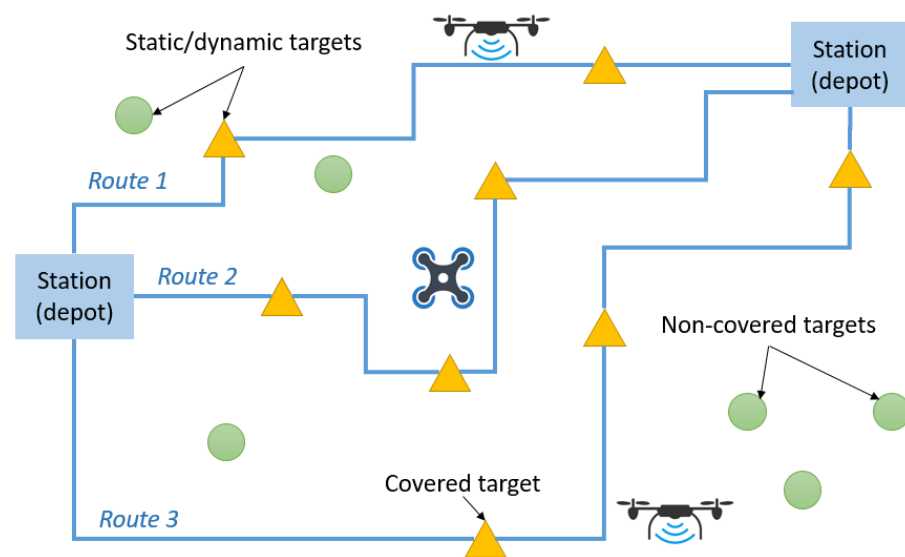 Static/dynamic targets
Station
(depot)
Route 1
Station
(depot)
Route 2
Non-covered targets
Covered target
Route 3